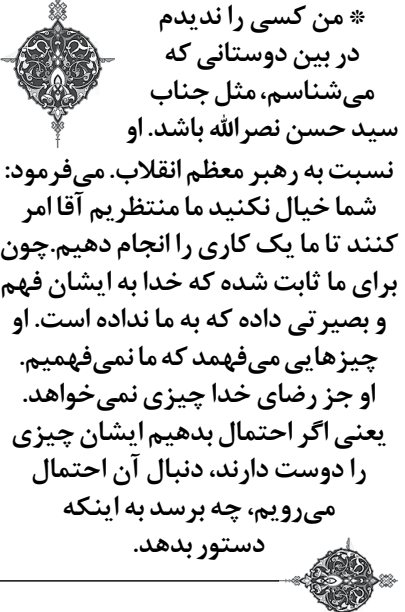 * من کسی را ندیدم
در بین دوستانی که
می‌شناسم، مثل جناب
سید حسن نصرالله باشد. او
نسبت به رهبر معظم انقلاب. می‌فرمود:
شما خیال نکنید ما منتظریم آقا امر
کنند تا ما یک کاری را انجام دهیم.چون
برای ما ثابت شده که خدا به ایشان فهم
و بصیرتی داده که به ما نداده است. او
چیزهایی می‌فهمد که ما نمی‌فهمیم.
او جز رضای خدا چیزی نمی‌خواهد.
یعنی اگر احتمال بدهیم ایشان چیزی
را دوست دارند، دنبال آن احتمال
می‌رویم، چه برسد به اینکه
دستور بدهد.